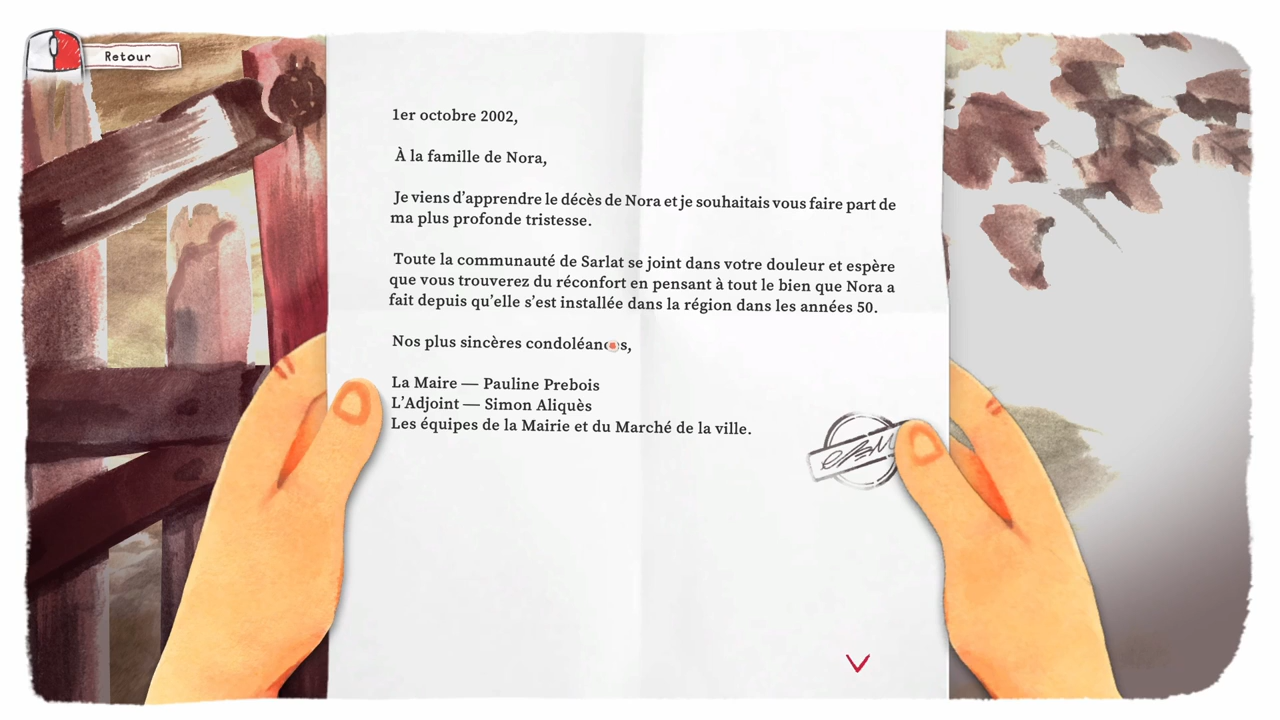 Retour
1er octobre 2002,
À la famille de Nora,
Je viens d'apprendre le décès de Nora et je souhaitais vous faire part de
ma plus profonde tristesse.
Toute la communauté de Sarlat se joint dans votre douleur et espère
que vous trouverez du réconfort en pensant à tout le bien que Nora a
fait depuis qu'elle s'est installée dans la région dans les années 50.
Nos plus sincères condoléances,
La Maire — Pauline Prebois
L'Adjoint — Simon Aliquès
Les équipes de la Mairie et du Marché de la ville.